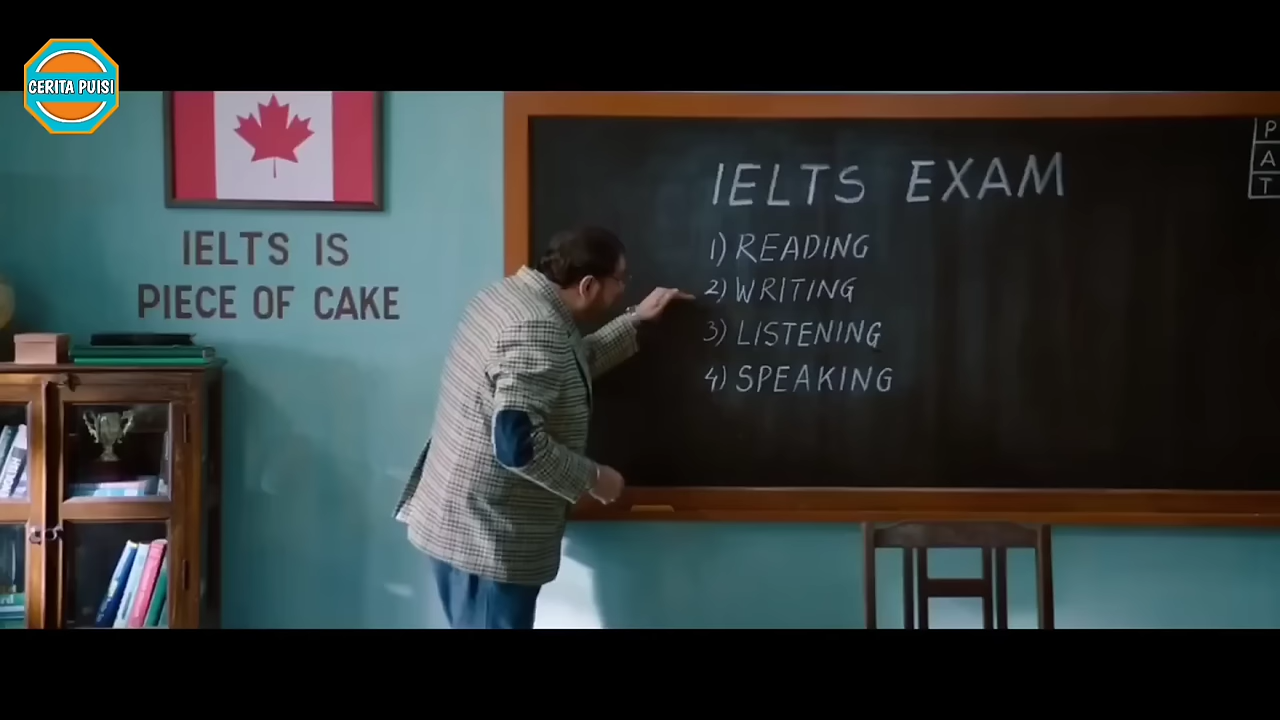 CERITA PUISI
IELTS IS
PIECE OF CAKE
IELTS EXAM
1) READING
2) WRITING
3) LISTENING
4) SPEAKING
P
A
T